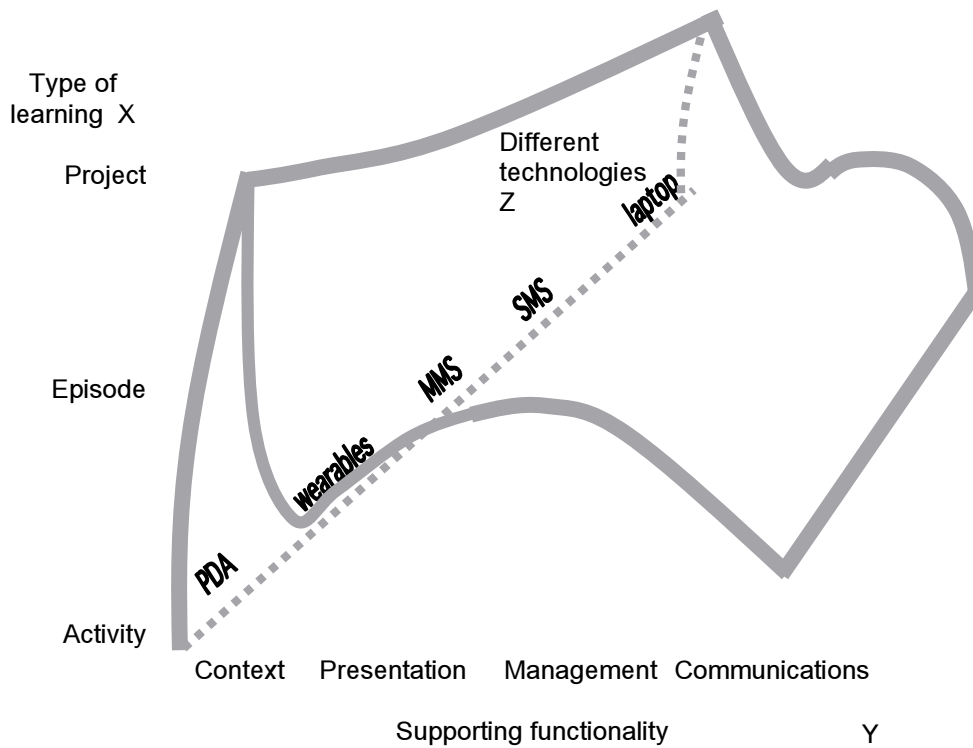 Type of
learning X
Project
Different
technologies
Z
laptop
SMS
Episode
MMS
wearables
PDA
Activity
Context Presentation Management Communications
Supporting functionality Y